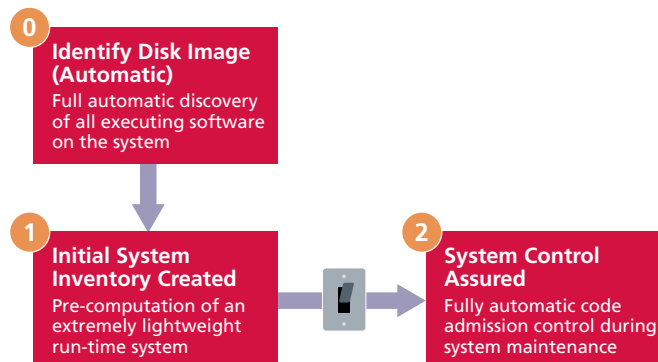 0
Identify Disk Image
(Automatic)
Full automatic discovery
of all executing software
on the system
1
Initial System
Inventory Created
Pre-computation of an
extremely lightweight
run-time system
2
System Control
Assured
Fully automatic code
admission control during
system maintenance